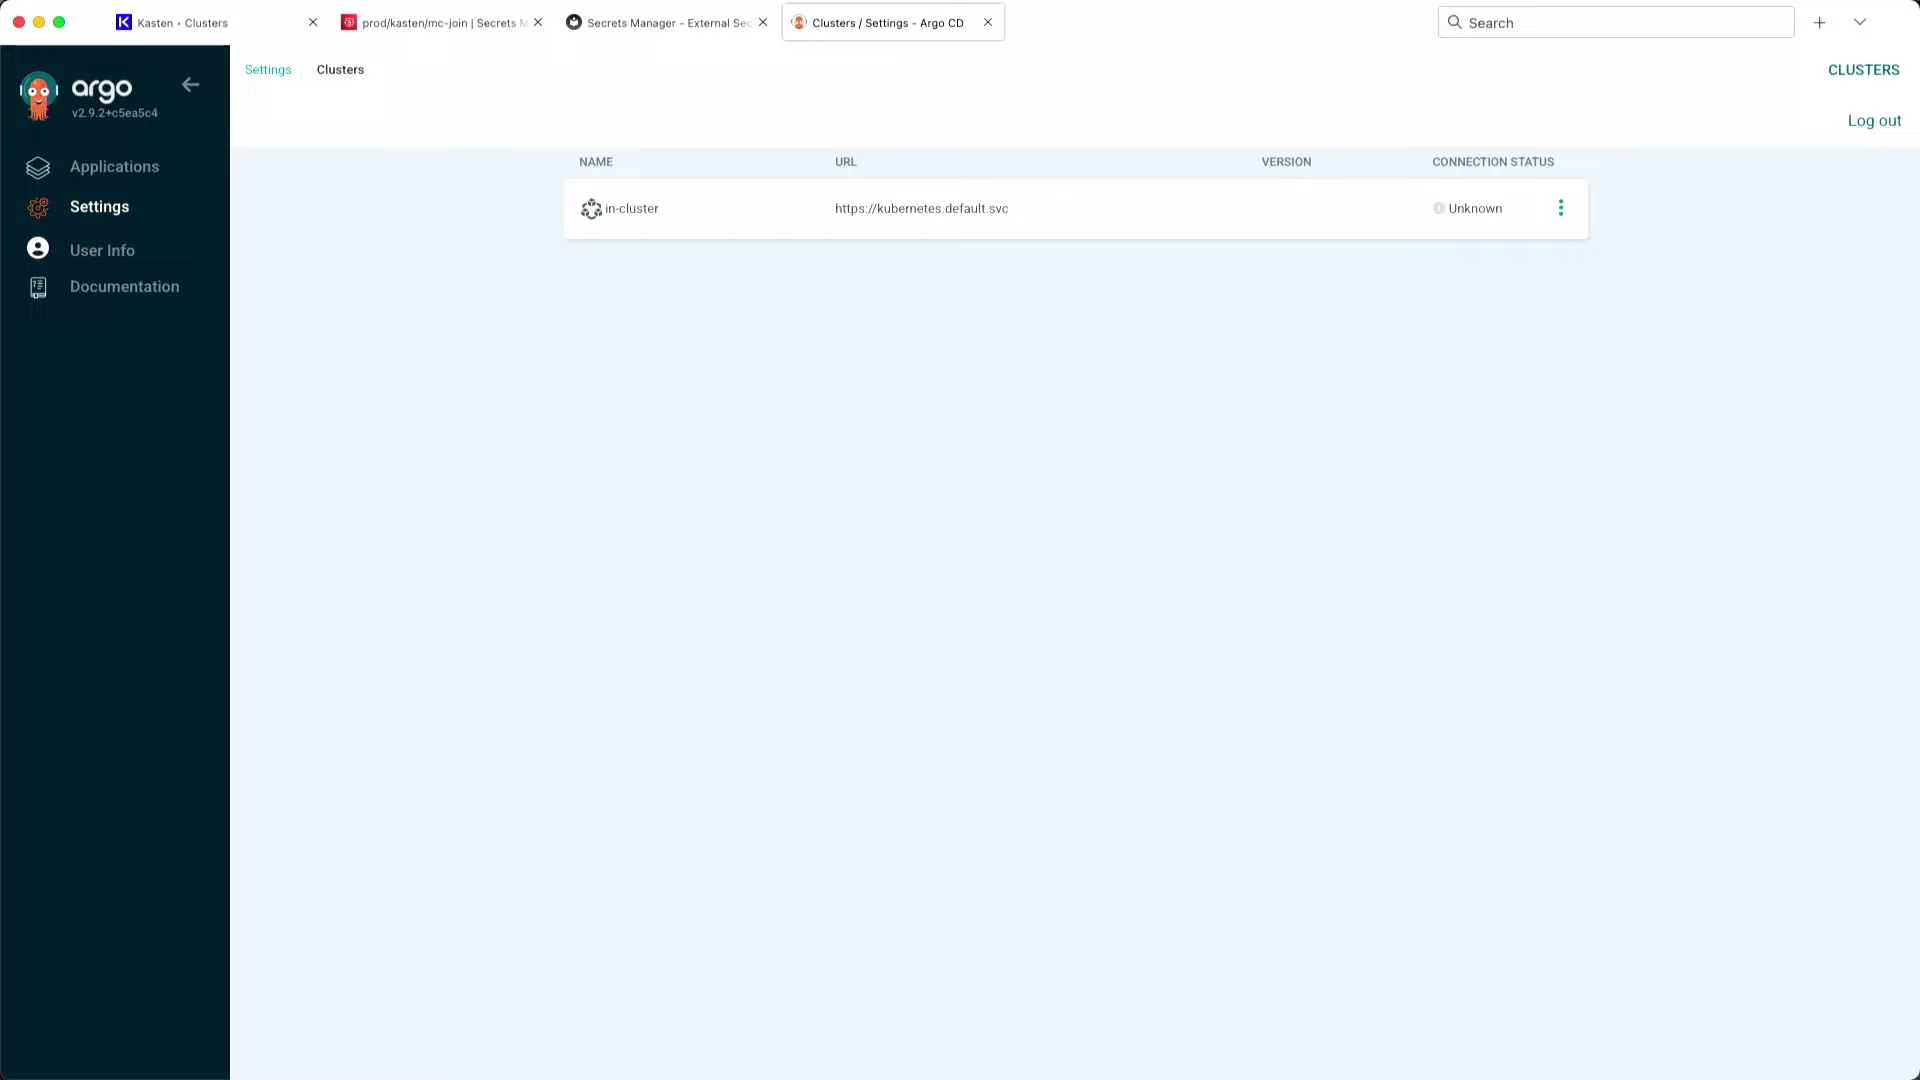 Kasten • Clusters
prod/kasten/mc-join | Secrets M
Secrets Manager - External Sec
Clusters / Settings - Argo CD
Search
argo
v2.9.2+c5ea5c4
Settings Clusters
CLUSTERS
Log out
Applications
Settings
User Info
Documentation
NAME URL VERSION CONNECTION STATUS
in-cluster https://kubernetes.default.svc Unknown